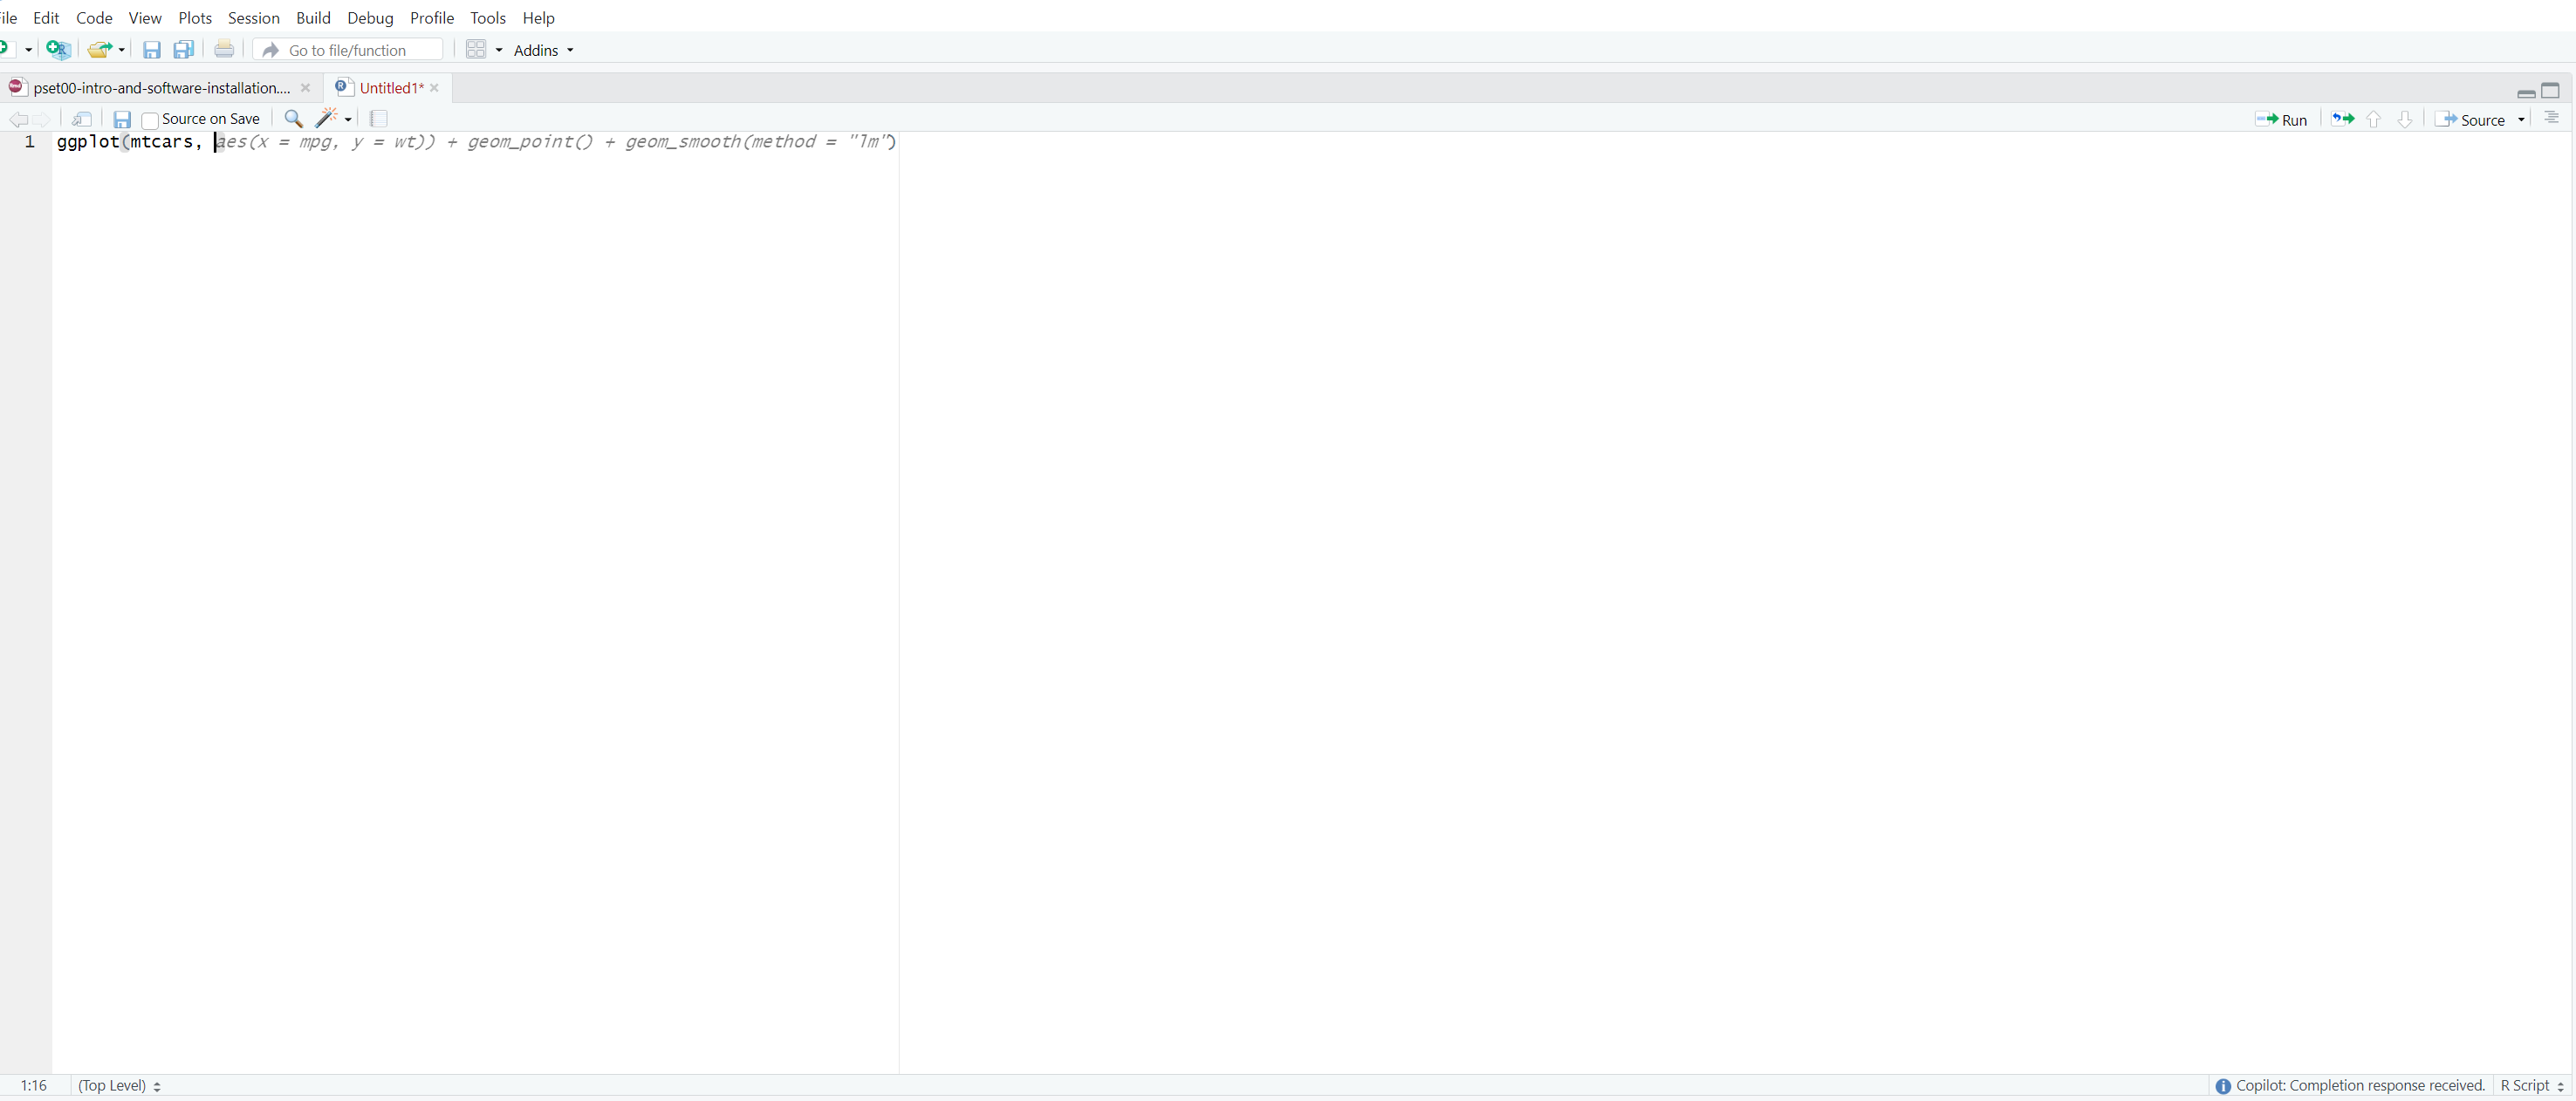 ile Edit Code View Plots Session Build Debug Profile Tools Help
Go to file/function Addins
pset00-intro-and-software-installation.... Untitled1*
Source on Save Run Source
1 ggplot(mtcars, aes(x = mpg, y = wt)) + geom_point() + geom_smooth(method = "lm")
1:16 (Top Level) Copilot: Completion response received. R Script